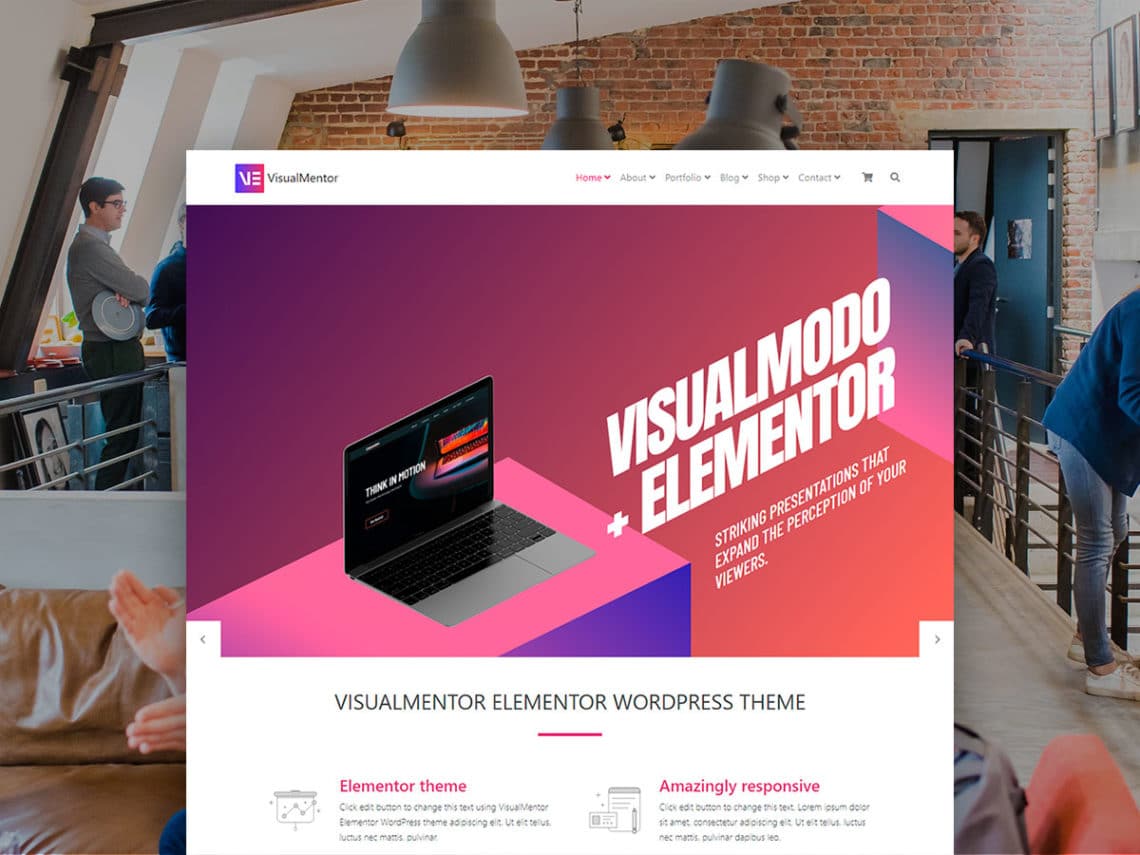 VE VisualMentor
Home About Portfolio Blog Shop Contact
VISUALMODO
+ ELEMENTOR
STRIKING PRESENTATIONS THAT
EXPAND THE PERCEPTION OF YOUR
VIEWERS.
THINK IN MOTION
VISUALMENTOR ELEMENTOR WORDPRESS THEME
Elementor theme
Click edit button to change this text using VisualMentor
Elementor WordPress theme adipiscing elit. Ut elit tellus,
luctus nec mattis, pulvinar.
Amazingly responsive
Click edit button to change this text. Lorem ipsum dolor
sit amet, consectetur adipiscing elit. Ut elit tellus, luctus
nec mattis, pulvinar dapibus leo.